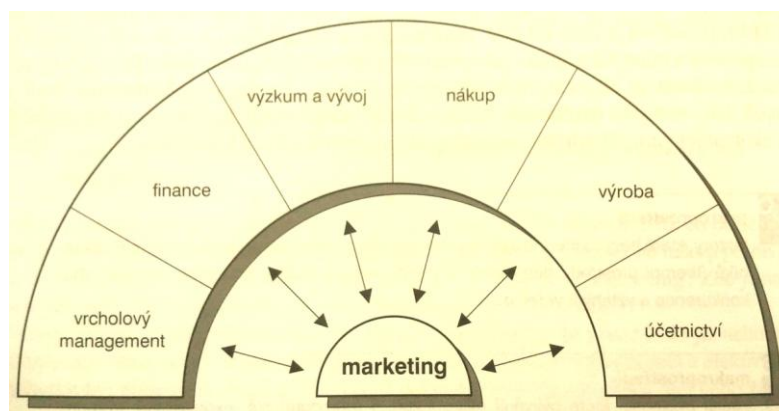 výzkum a vývoj
nákup
finance
výroba
vrcholový
management
účetnictví
marketing